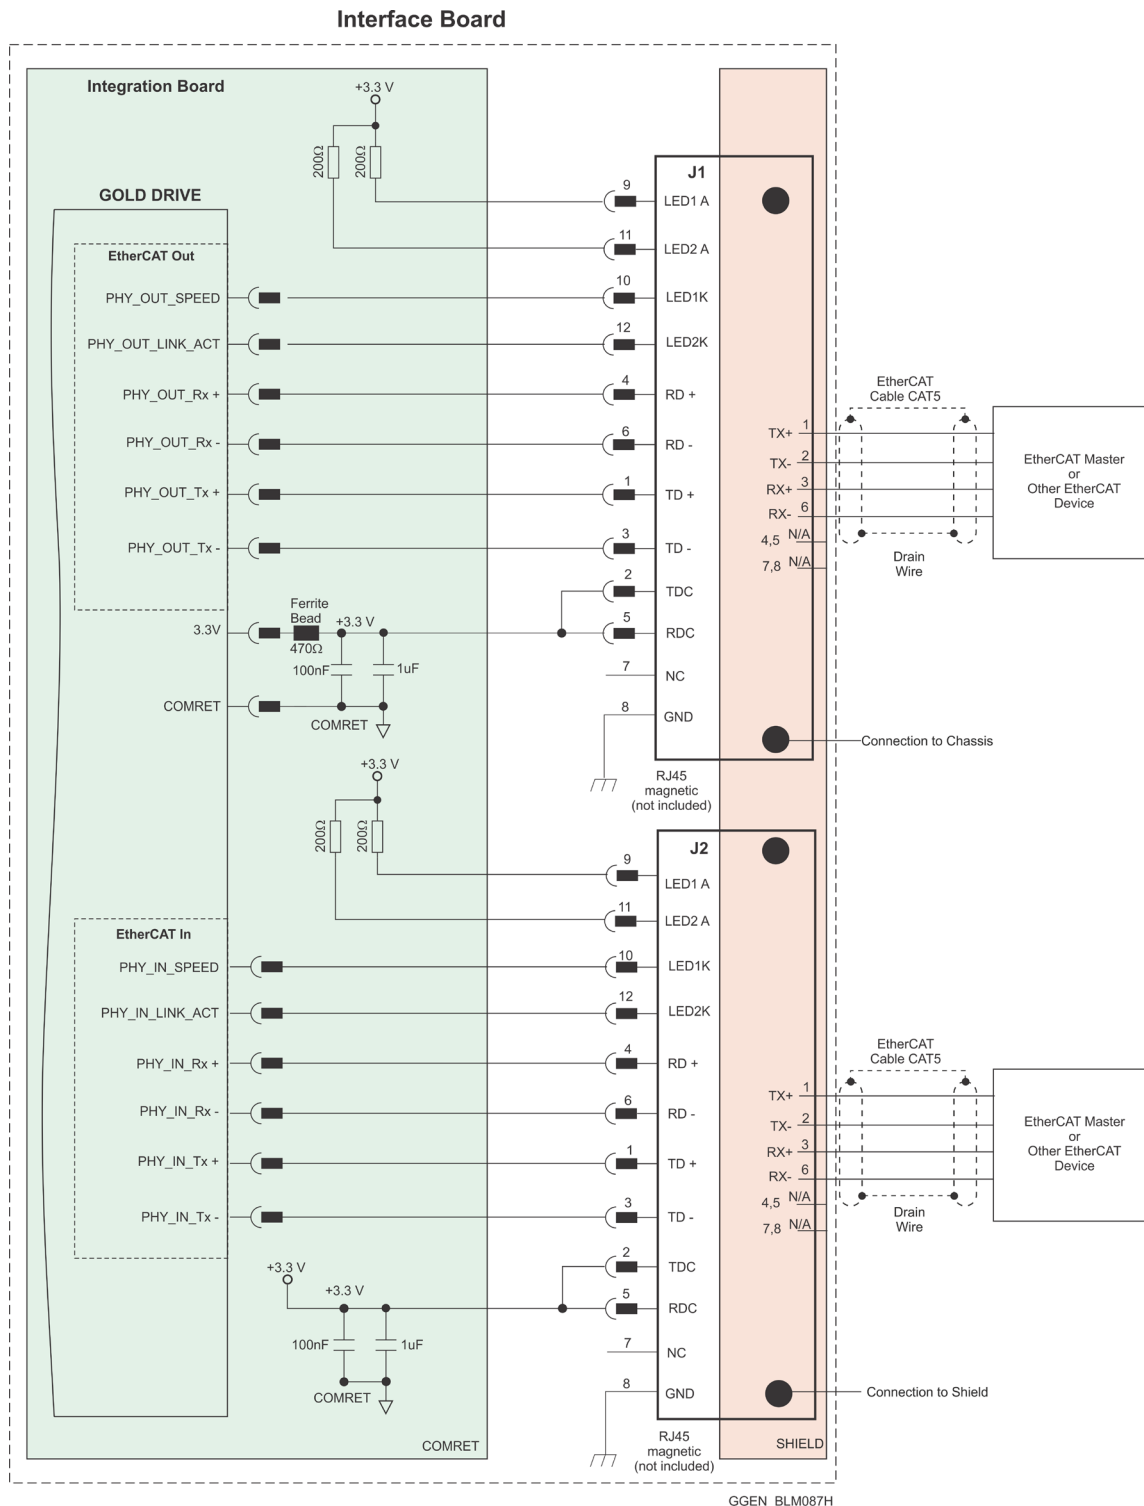 Interface Board
Integration Board
+3.3 V
200Ω
200Ω
GOLD DRIVE
EtherCAT Out
PHY_OUT_SPEED
PHY_OUT_LINK_ACT
PHY_OUT_Rx +
PHY_OUT_Rx -
PHY_OUT_Tx +
PHY_OUT_Tx -
3.3V
Ferrite
Bead
470Ω
+3.3 V
100nF
1uF
COMRET
COMRET
J1
9
LED1 A
11
LED2 A
10
LED1K
12
LED2K
4
RD +
6
RD -
1
TD +
3
TD -
2
TDC
5
RDC
7
NC
8
GND
TX+ 1
TX- 2
RX+ 3
RX- 6
4,5 N/A
7,8 N/A
EtherCAT
Cable CAT5
Drain
Wire
EtherCAT Master
or
Other EtherCAT
Device
Connection to Chassis
RJ45
magnetic
(not included)
+3.3 V
200Ω
200Ω
EtherCAT In
PHY_IN_SPEED
PHY_IN_LINK_ACT
PHY_IN_Rx +
PHY_IN_Rx -
PHY_IN_Tx +
PHY_IN_Tx -
+3.3 V
+3.3 V
100nF
1uF
COMRET
COMRET
J2
9
LED1 A
11
LED2 A
10
LED1K
12
LED2K
4
RD +
6
RD -
1
TD +
3
TD -
2
TDC
5
RDC
7
NC
8
GND
TX+ 1
TX- 2
RX+ 3
RX- 6
4,5 N/A
7,8 N/A
EtherCAT
Cable CAT5
Drain
Wire
EtherCAT Master
or
Other EtherCAT
Device
Connection to Shield
RJ45
magnetic
(not included)
SHIELD
GGEN_BLM087H